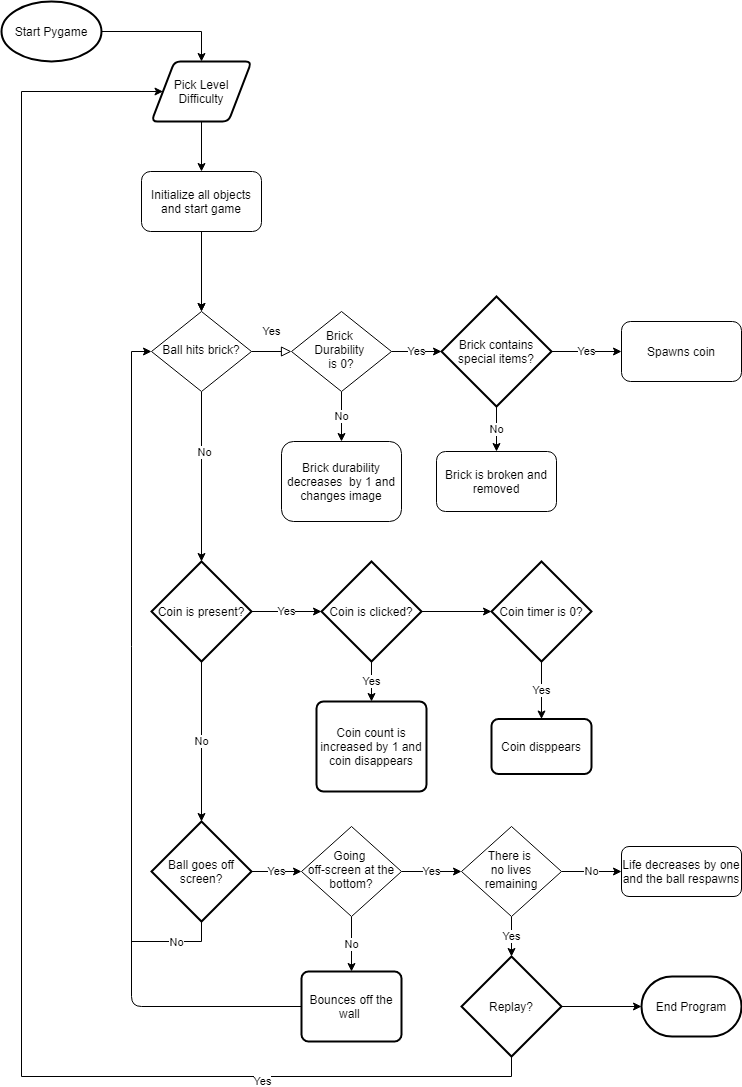 Start Pygame
Pick Level
Difficulty
Initialize all objects
and start game
Ball hits brick?
Yes
Brick
Durability
is 0?
Yes
Brick contains
special items?
Yes
Spawns coin
No
No
No
Brick durability
decreases by 1 and
changes image
Brick is broken and
removed
Coin is present?
Yes
Coin is clicked?
Coin timer is 0?
Yes
Yes
No
Coin count is
increased by 1 and
coin disappears
Coin disppears
Ball goes off
screen?
Yes
Going
off-screen at the
bottom?
Yes
There is
no lives
remaining
No
Life decreases by one
and the ball respawns
No
No
Yes
Bounces off the
wall
Replay?
End Program
Yes